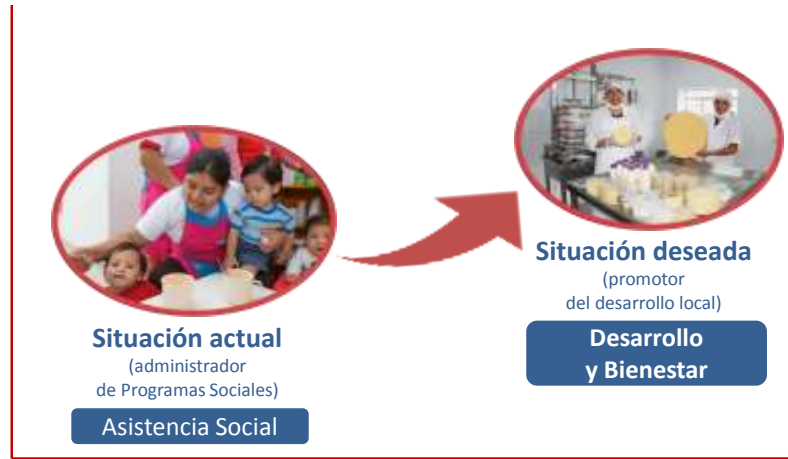 Situación actual
(administrador
de Programas Sociales)
Asistencia Social
Situación deseada
(promotor
del desarrollo local)
Desarrollo
y Bienestar